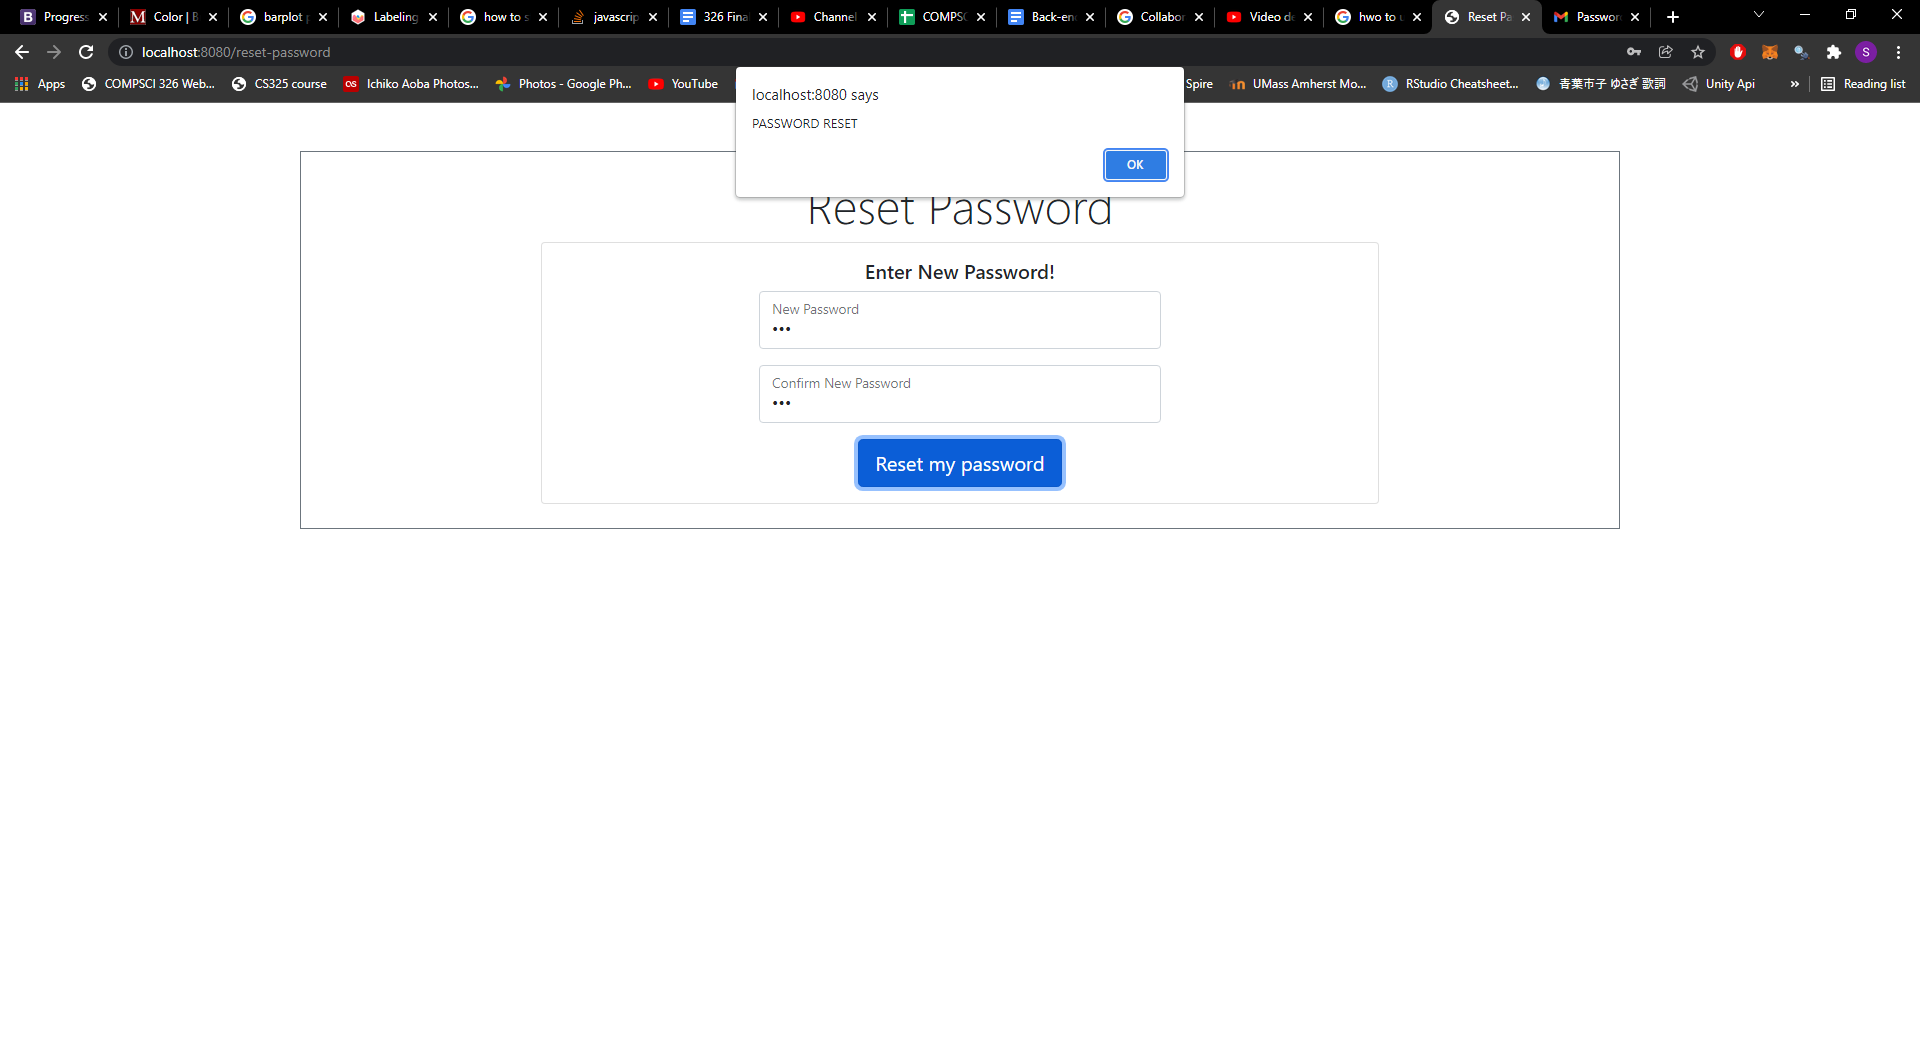 Progress
Color | B
barplot
Labeling
how to s
javascrip
326 Fina
Channel
COMPSC
Back-en
Collabor
Video de
hwo to u
Reset Pa
Passwor
localhost:8080/reset-password
S
Apps
COMPSCI 326 Web...
CS325 course
Ichiko Aoba Photos...
Photos - Google Ph...
YouTube
Spire
UMass Amherst Mo...
RStudio Cheatsheet...
青葉市子 ゆさぎ 歌詞
Unity Api
»
Reading list
localhost:8080 says
PASSWORD RESET
OK
Reset Password
Enter New Password!
New Password
•••
Confirm New Password
•••
Reset my password